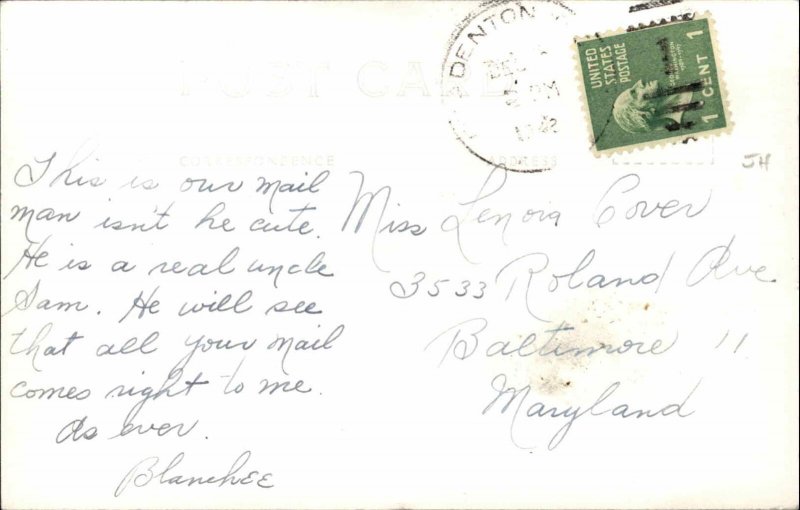 POST CARD
DENTON
DEC
PM
1948
UNITED
STATES
POSTAGE
1 CENT 1
CORRESPONDENCE
ADDRESS
JH
This is our mail
man isn't he cute.
He is a real uncle
Sam. He will see
that all your mail
comes right to me.
As ever.
Blanchee
Miss Lenora Cover
3533 Roland Ave
Baltimore 11
Maryland